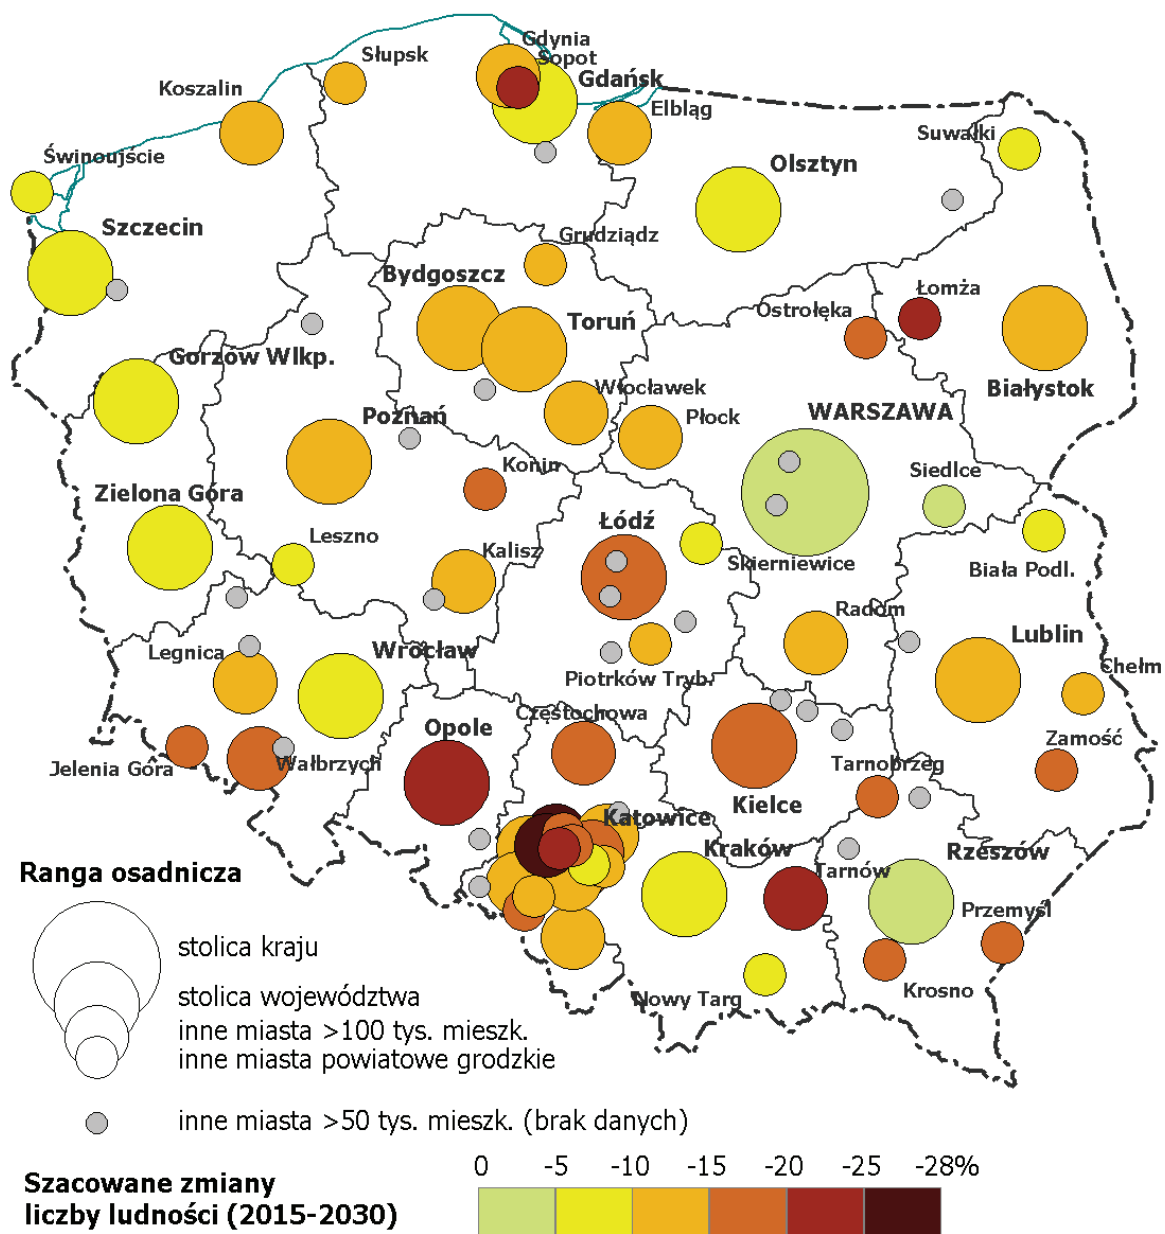 Gdynia
Słupsk
Sopot
Gdańsk
Koszalin
Elbląg
Suwałki
Świnoujście
Olsztyn
Szczecin
Grudziądz
Bydgoszcz
Łomża
Ostrołęka
Toruń
Gorzów Wlkp.
Włocławek
Białystok
Poznań
Płock
WARSZAWA
Konin
Siedlce
Zielona Góra
Łódź
Leszno
Kalisz
Skierniewice
Biała Podl.
Radom
Lublin
Legnica
Wrocław
Chełm
Piotrków Tryb.
Opole
Częstochowa
Zamość
Jelenia Góra
Wałbrzych
Tarnobrzeg
Kielce
Katowice
Kraków
Rzeszów
Tarnów
Przemyśl
Krosno
Nowy Targ
Ranga osadnicza
stolica kraju
stolica województwa
inne miasta >100 tys. mieszk.
inne miasta powiatowe grodzkie
inne miasta >50 tys. mieszk. (brak danych)
0 -5 -10 -15 -20 -25 -28%
Szacowane zmiany
liczby ludności (2015-2030)